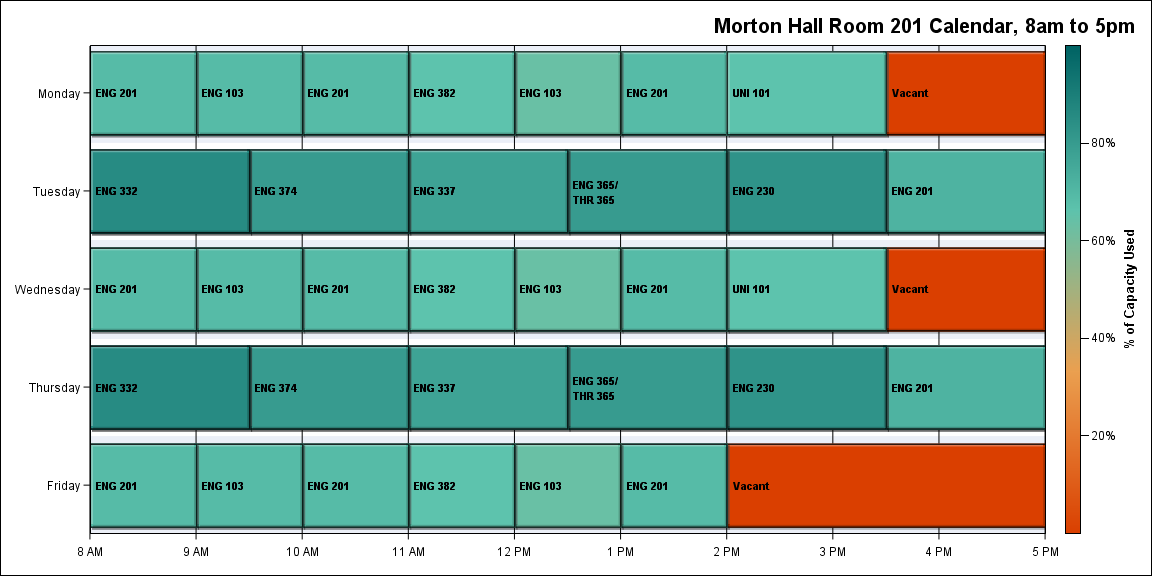 Morton Hall Room 201 Calendar, 8am to 5pm
Monday
ENG 201
ENG 103
ENG 201
ENG 382
ENG 103
ENG 201
UNI 101
Vacant
Tuesday
ENG 332
ENG 374
ENG 337
ENG 365/
THR 365
ENG 230
ENG 201
Wednesday
ENG 201
ENG 103
ENG 201
ENG 382
ENG 103
ENG 201
UNI 101
Vacant
Thursday
ENG 332
ENG 374
ENG 337
ENG 365/
THR 365
ENG 230
ENG 201
Friday
ENG 201
ENG 103
ENG 201
ENG 382
ENG 103
ENG 201
Vacant
8 AM
9 AM
10 AM
11 AM
12 PM
1 PM
2 PM
3 PM
4 PM
5 PM
80%
60%
40%
20%
% of Capacity Used